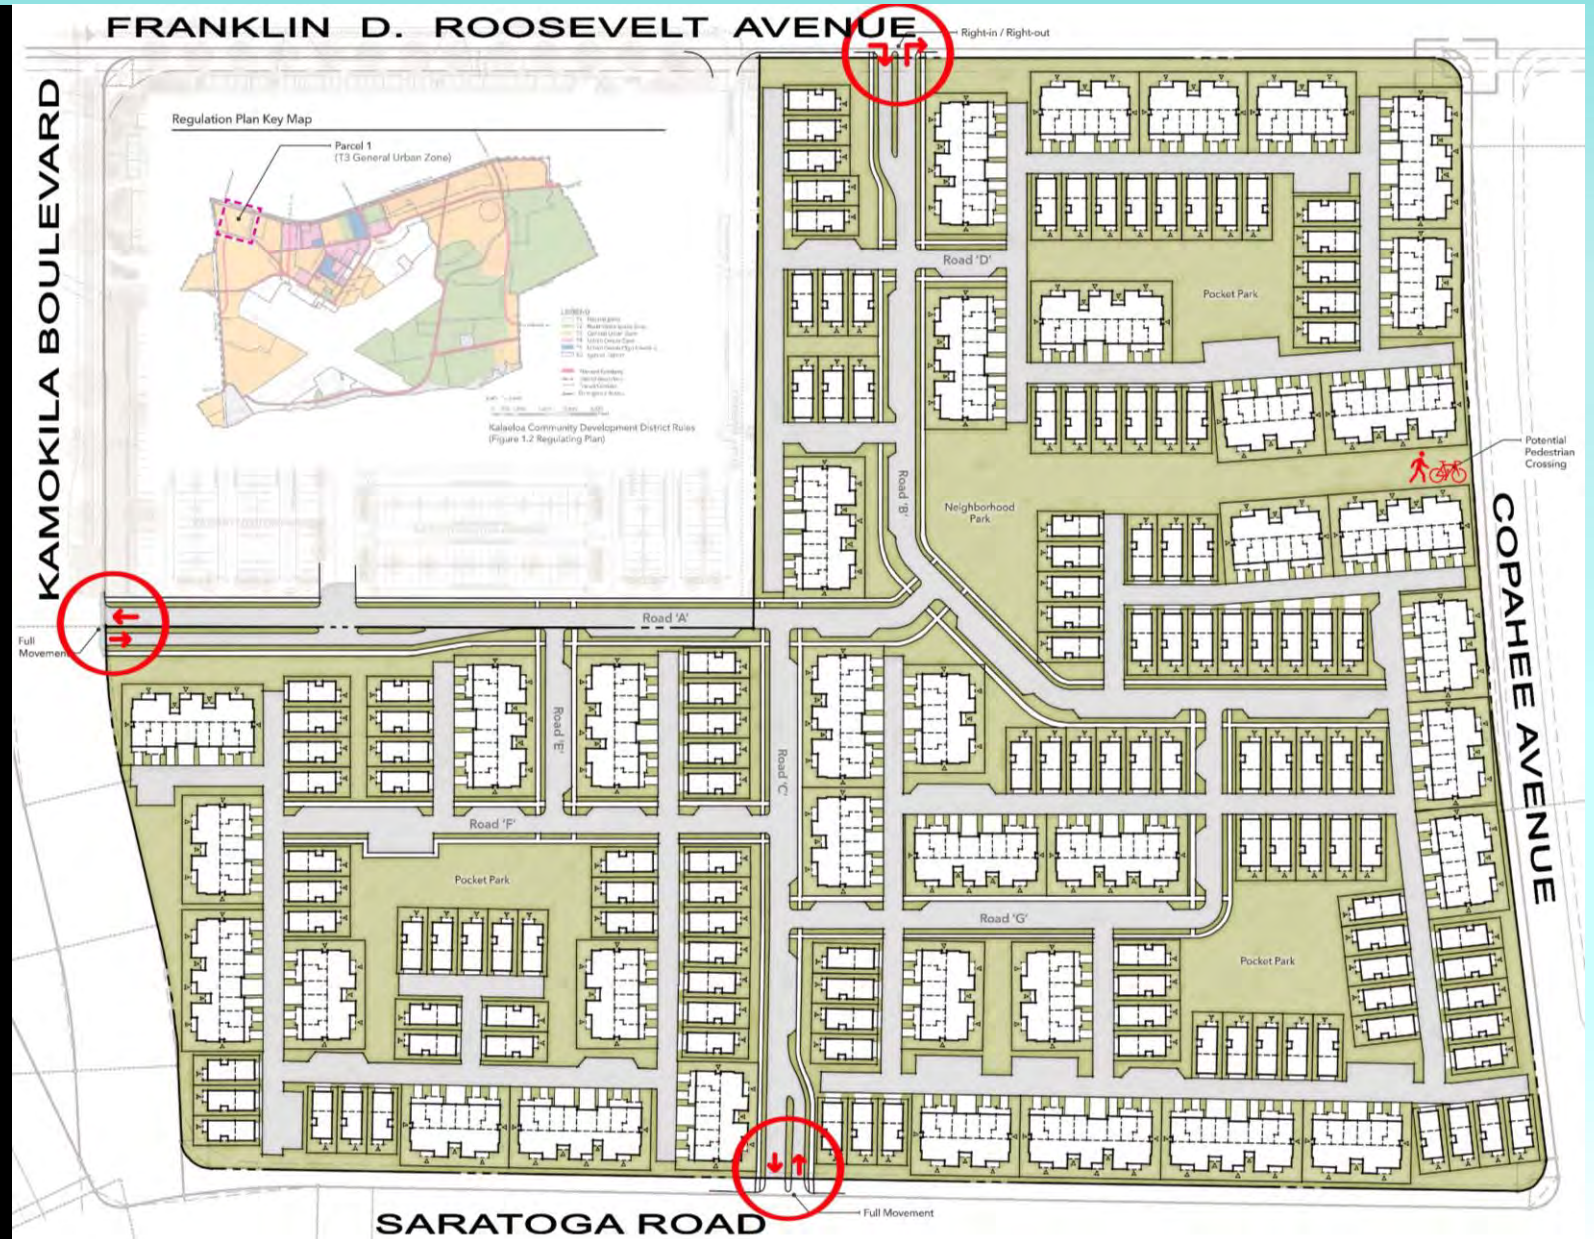 FRANKLIN D. ROOSEVELT AVENUE
Right-in / Right-out
KAMOKILA BOULEVARD
Regulation Plan Key Map
Parcel 1
(T3 General Urban Zone)
LEGEND
Kalaeloa Community Development District Rules
(Figure 1.2 Regulating Plan)
Road 'D'
Pocket Park
Potential
Pedestrian
Crossing
Road 'B'
Neighborhood
Park
COPAHEE AVENUE
Road 'A'
Full
Movement
Road 'E'
Road 'C'
Road 'F'
Pocket Park
Road 'G'
Pocket Park
Full Movement
SARATOGA ROAD